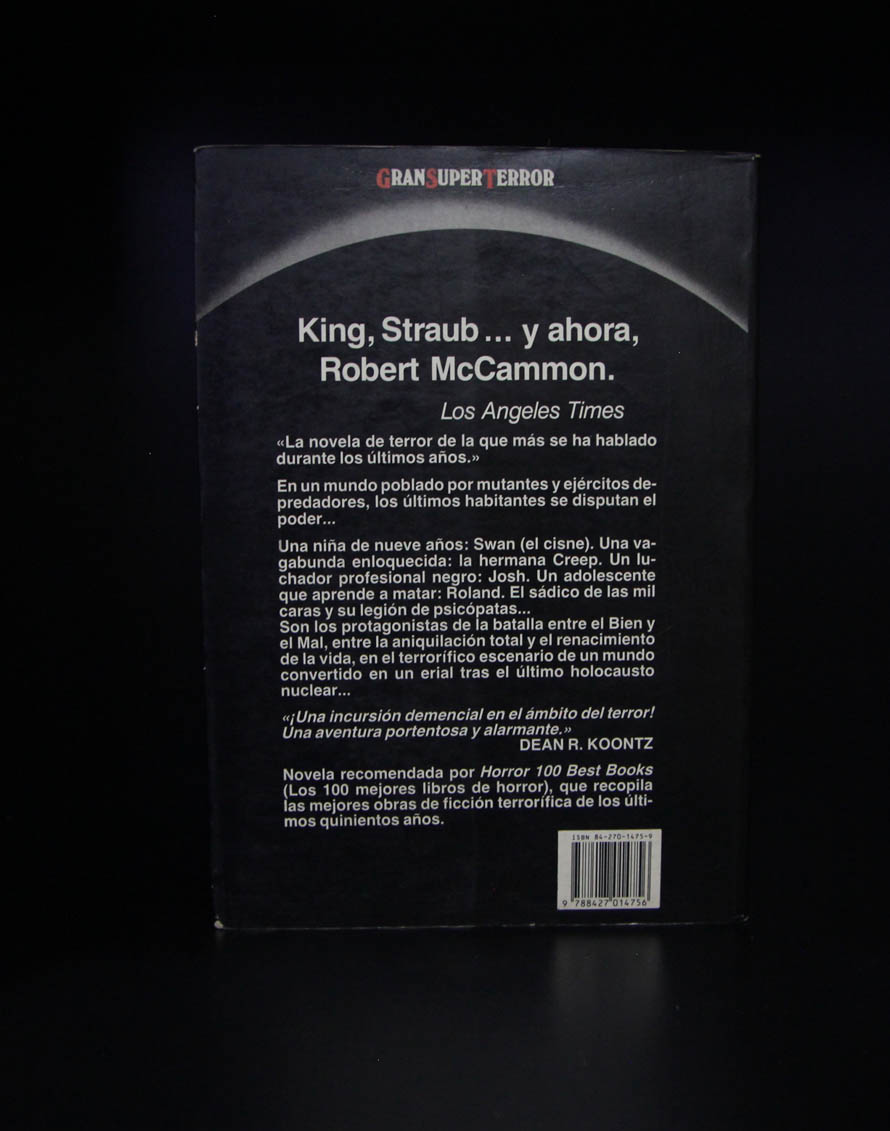 GRANSUPERTERROR
King, Straub... y ahora,
Robert McCammon.
Los Angeles Times
«La novela de terror de la que más se ha hablado
durante los últimos años.»
En un mundo poblado por mutantes y ejércitos de-
predadores, los últimos habitantes se disputan el
poder...
Una niña de nueve años: Swan (el cisne). Una va-
gabunda enloquecida: la hermana Creep. Un lu-
chador profesional negro: Josh. Un adolescente
que aprende a matar: Roland. El sádico de las mil
caras y su legión de psicópatas...
Son los protagonistas de la batalla entre el Bien y
el Mal, entre la aniquilación total y el renacimiento
de la vida, en el terrorífico escenario de un mundo
convertido en un erial tras el último holocausto
nuclear...
«¡Una incursión demencial en el ámbito del terror!
Una aventura portentosa y alarmante.»
DEAN R. KOONTZ
Novela recomendada por Horror 100 Best Books
(Los 100 mejores libros de horror), que recopila
las mejores obras de ficción terrorífica de los últi-
mos quinientos años.
ISBN 84-270-1475-9
9 788427 014756